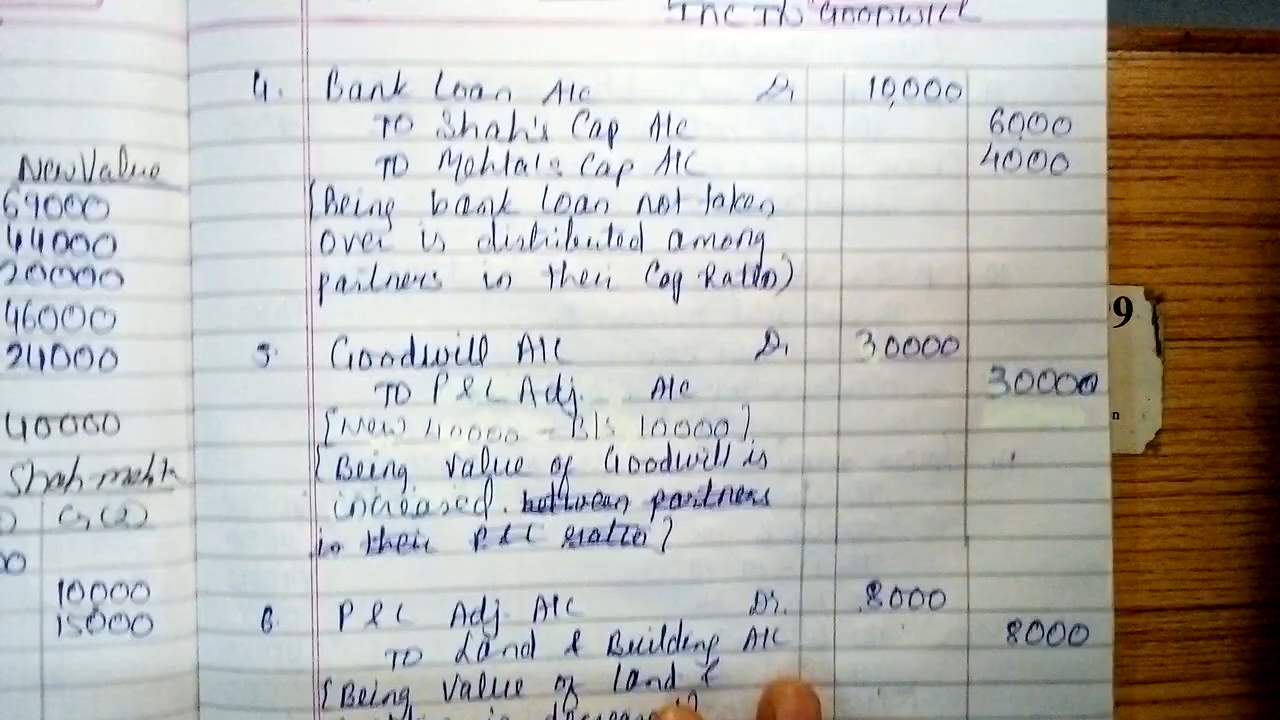 Inc In Goodwill
New Value
69000
44000
20000
46000
24000
40000
Shah mehta
Cr (2)
10000
15000
4. Bank Loan A/c Dr 10,000
To Shah's Cap A/c 6000
To Mehta's Cap A/c 4000
(Being bank loan not taken
over is distributed among
partners in their Cap Ratio)
5. Goodwill A/c Dr 30000
To P & L Adj. A/c 30000
[New 40000 - B/s 10000]
(Being value of Goodwill is
increased. between partners
in their P & L ratio)
6. P & L Adj. A/c Dr. 8000
To Land & Building A/c 8000
(Being value of land &
9
n